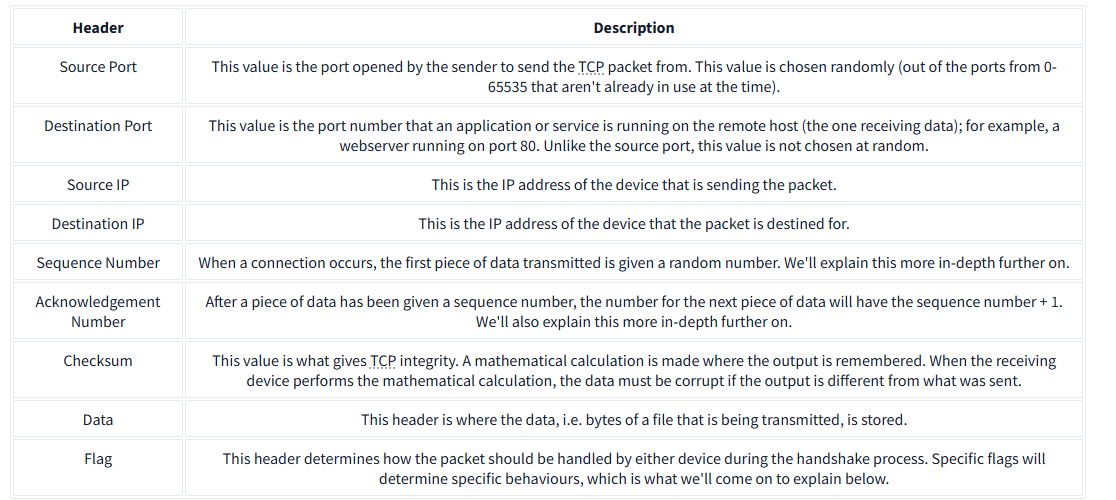 Header Description
Source Port
This value is the port opened by the sender to send the TCP packet from. This value is chosen randomly (out of the ports from 0-
65535 that aren't already in use at the time).
Destination Port
This value is the port number that an application or service is running on the remote host (the one receiving data); for example, a
webserver running on port 80. Unlike the source port, this value is not chosen at random.
Source IP
This is the IP address of the device that is sending the packet.
Destination IP
This is the IP address of the device that the packet is destined for.
Sequence Number
When a connection occurs, the first piece of data transmitted is given a random number. We'll explain this more in-depth further on.
Acknowledgement
Number
After a piece of data has been given a sequence number, the number for the next piece of data will have the sequence number + 1.
We'll also explain this more in-depth further on.
Checksum
This value is what gives TCP integrity. A mathematical calculation is made where the output is remembered. When the receiving
device performs the mathematical calculation, the data must be corrupt if the output is different from what was sent.
Data
This header is where the data, i.e. bytes of a file that is being transmitted, is stored.
Flag
This header determines how the packet should be handled by either device during the handshake process. Specific flags will
determine specific behaviours, which is what we'll come on to explain below.